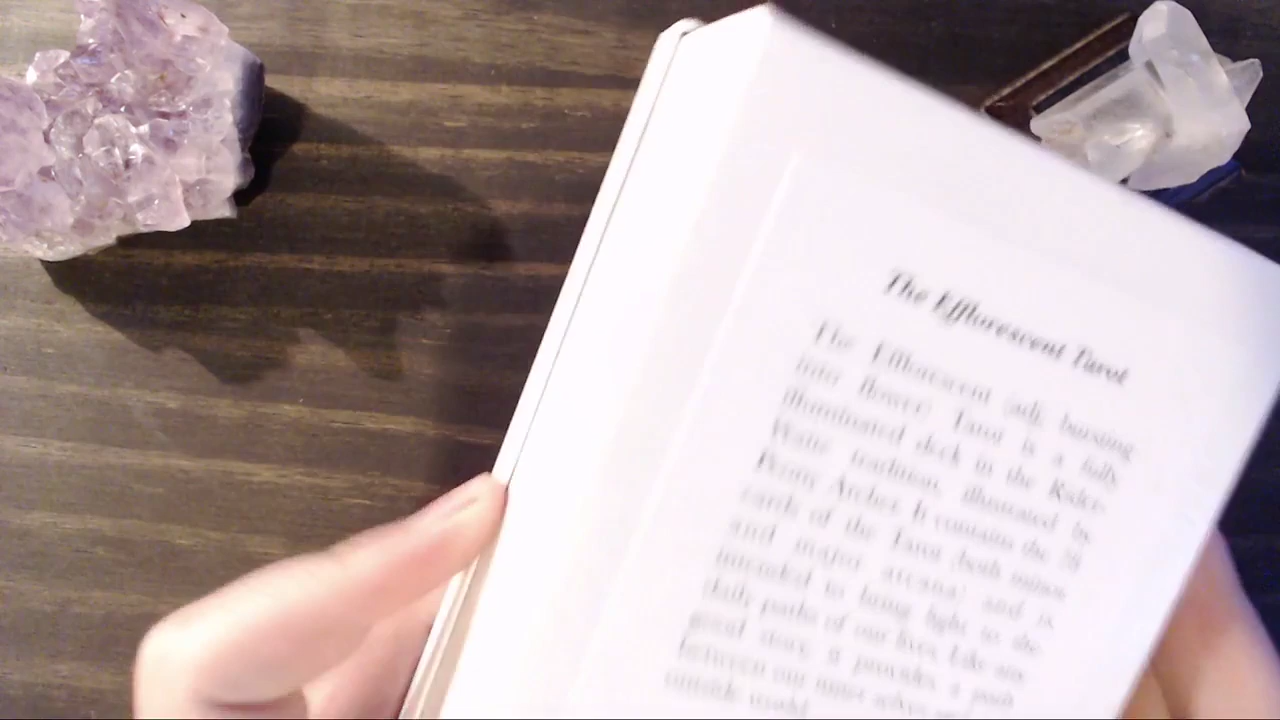 The Efflorescent Tarot
The Efflorescent (adj: bursting
into flower) Tarot is a fully
illuminated deck in the Rider-
Waite tradition, illustrated by
Penny Archer. It contains the 78
cards of the Tarot (both minor
and major arcana) and is
intended to bring light to the
daily paths of our lives. Like any
good story, it provides a path
between our inner selves and
outside world.